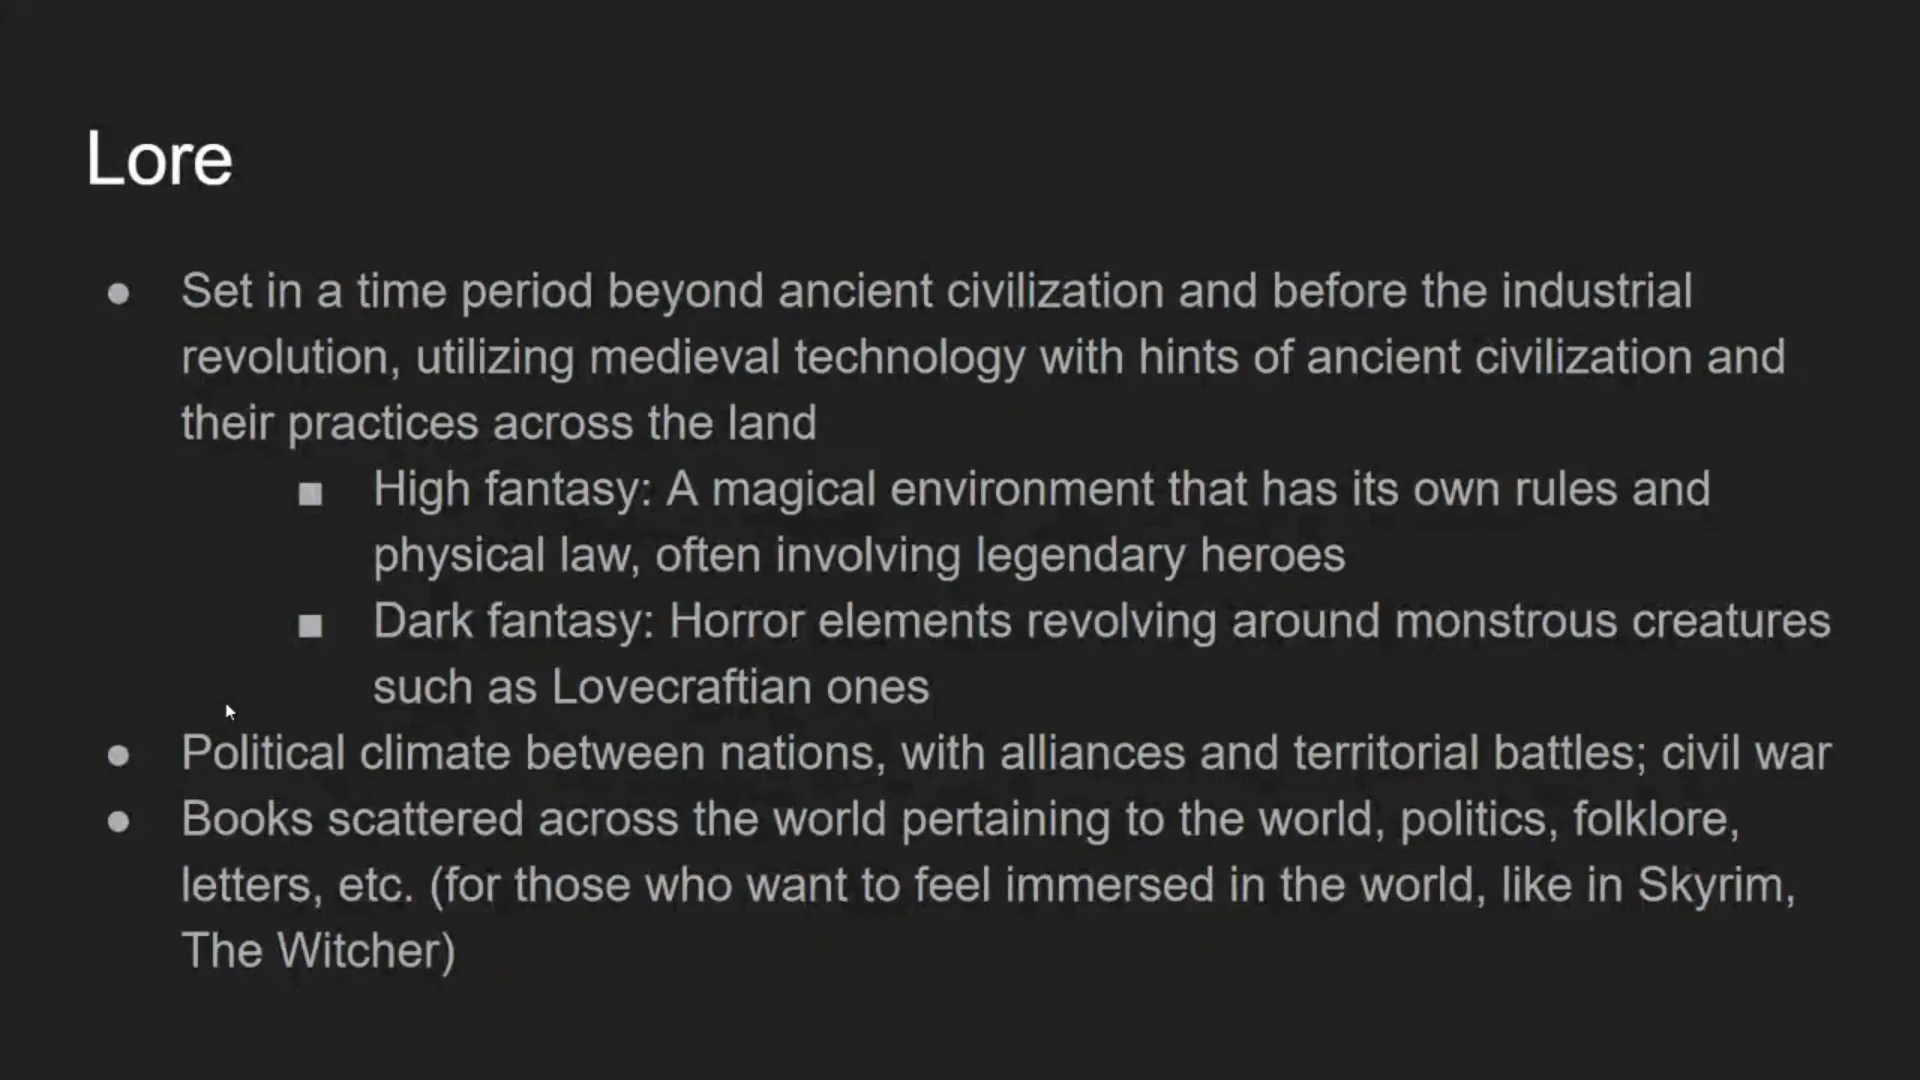 Lore
● Set in a time period beyond ancient civilization and before the industrial
revolution, utilizing medieval technology with hints of ancient civilization and
their practices across the land
■ High fantasy: A magical environment that has its own rules and
physical law, often involving legendary heroes
■ Dark fantasy: Horror elements revolving around monstrous creatures
such as Lovecraftian ones
● Political climate between nations, with alliances and territorial battles; civil war
● Books scattered across the world pertaining to the world, politics, folklore,
letters, etc. (for those who want to feel immersed in the world, like in Skyrim,
The Witcher)